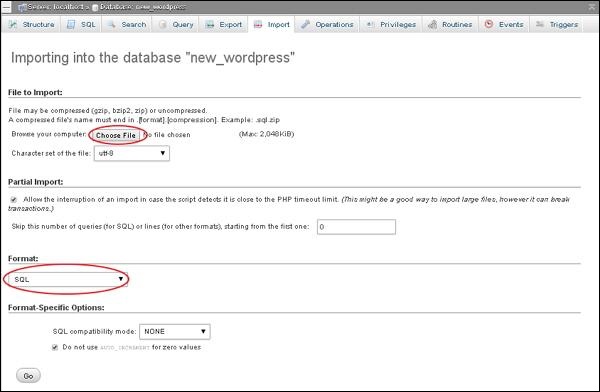 Server: localhost » Database: new_wordpress
Structure SQL Search Query Export Import Operations Privileges Routines Events Triggers
Importing into the database "new_wordpress"
File to Import:
File may be compressed (gzip, bzip2, zip) or uncompressed.
A compressed file's name must end in .[format].[compression]. Example: .sql.zip
Browse your computer: Choose File No file chosen (Max: 2,048KiB)
Character set of the file: utf-8
Partial Import:
Allow the interruption of an import in case the script detects it is close to the PHP timeout limit. (This might be a good way to import large files, however it can break
transactions.)
Skip this number of queries (for SQL) or lines (for other formats), starting from the first one: 0
Format:
SQL
Format-Specific Options:
SQL compatibility mode: NONE
Do not use AUTO_INCREMENT for zero values
Go